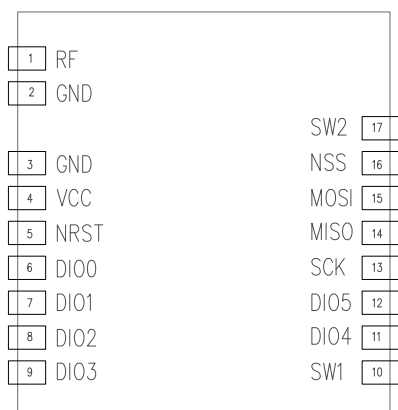 1 RF
2 GND
SW2 17
3 GND
NSS 16
4 VCC
MOSI 15
5 NRST
MISO 14
6 DIO0
SCK 13
7 DIO1
DIO5 12
8 DIO2
DIO4 11
9 DIO3
SW1 10